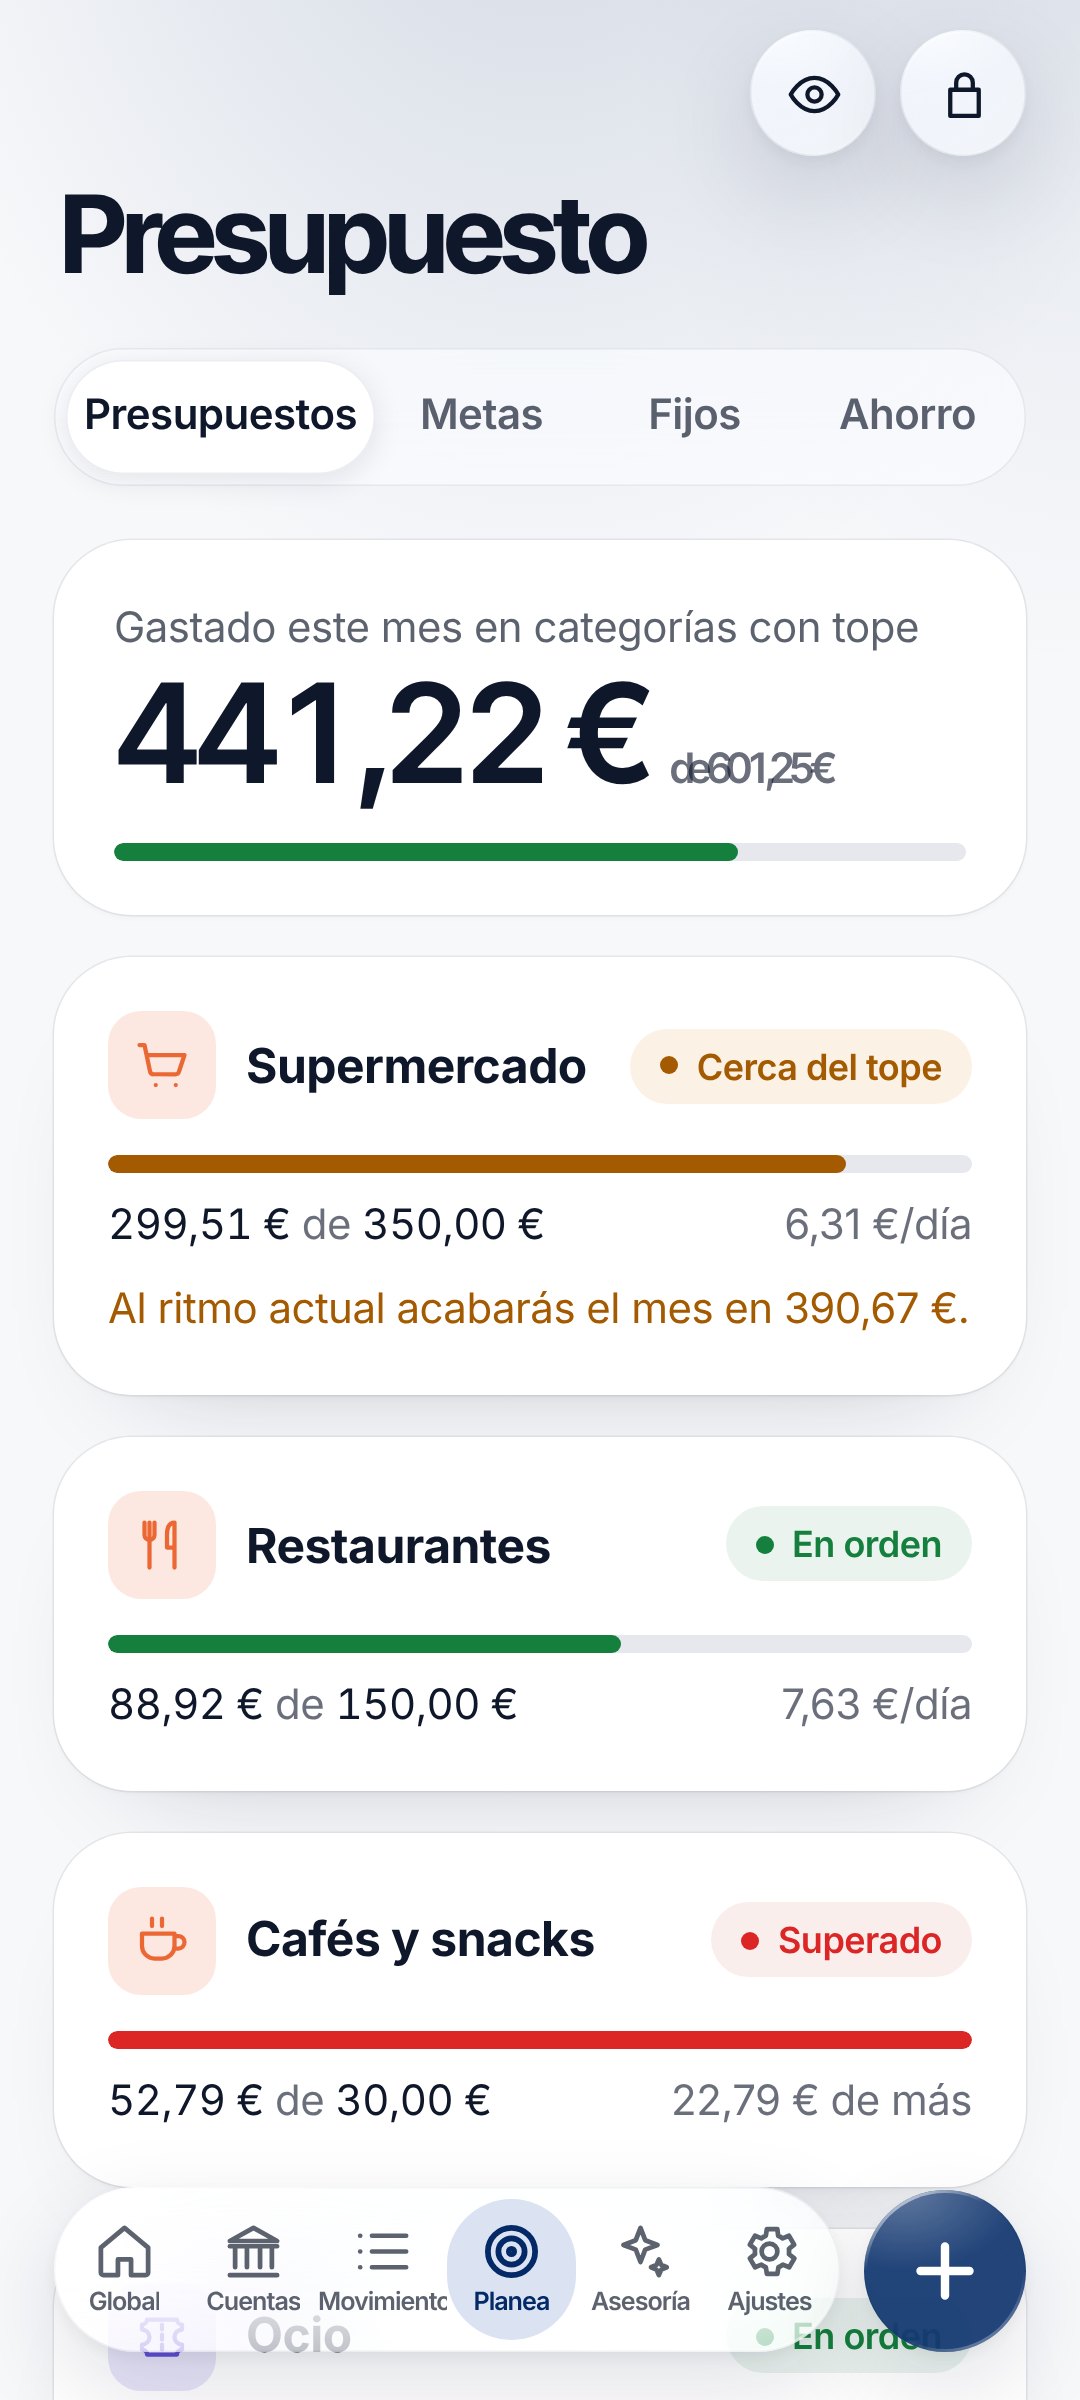 Presupuesto
Presupuestos Metas Fijos Ahorro
Gastado este mes en categorías con tope
441,22 € de 601,25 €
Supermercado Cerca del tope
299,51 € de 350,00 € 6,31 €/día
Al ritmo actual acabarás el mes en 390,67 €.
Restaurantes En orden
88,92 € de 150,00 € 7,63 €/día
Cafés y snacks Superado
52,79 € de 30,00 € 22,79 € de más
Global Cuentas Movimiento Planea Asesoría Ajustes
Ocio En orden